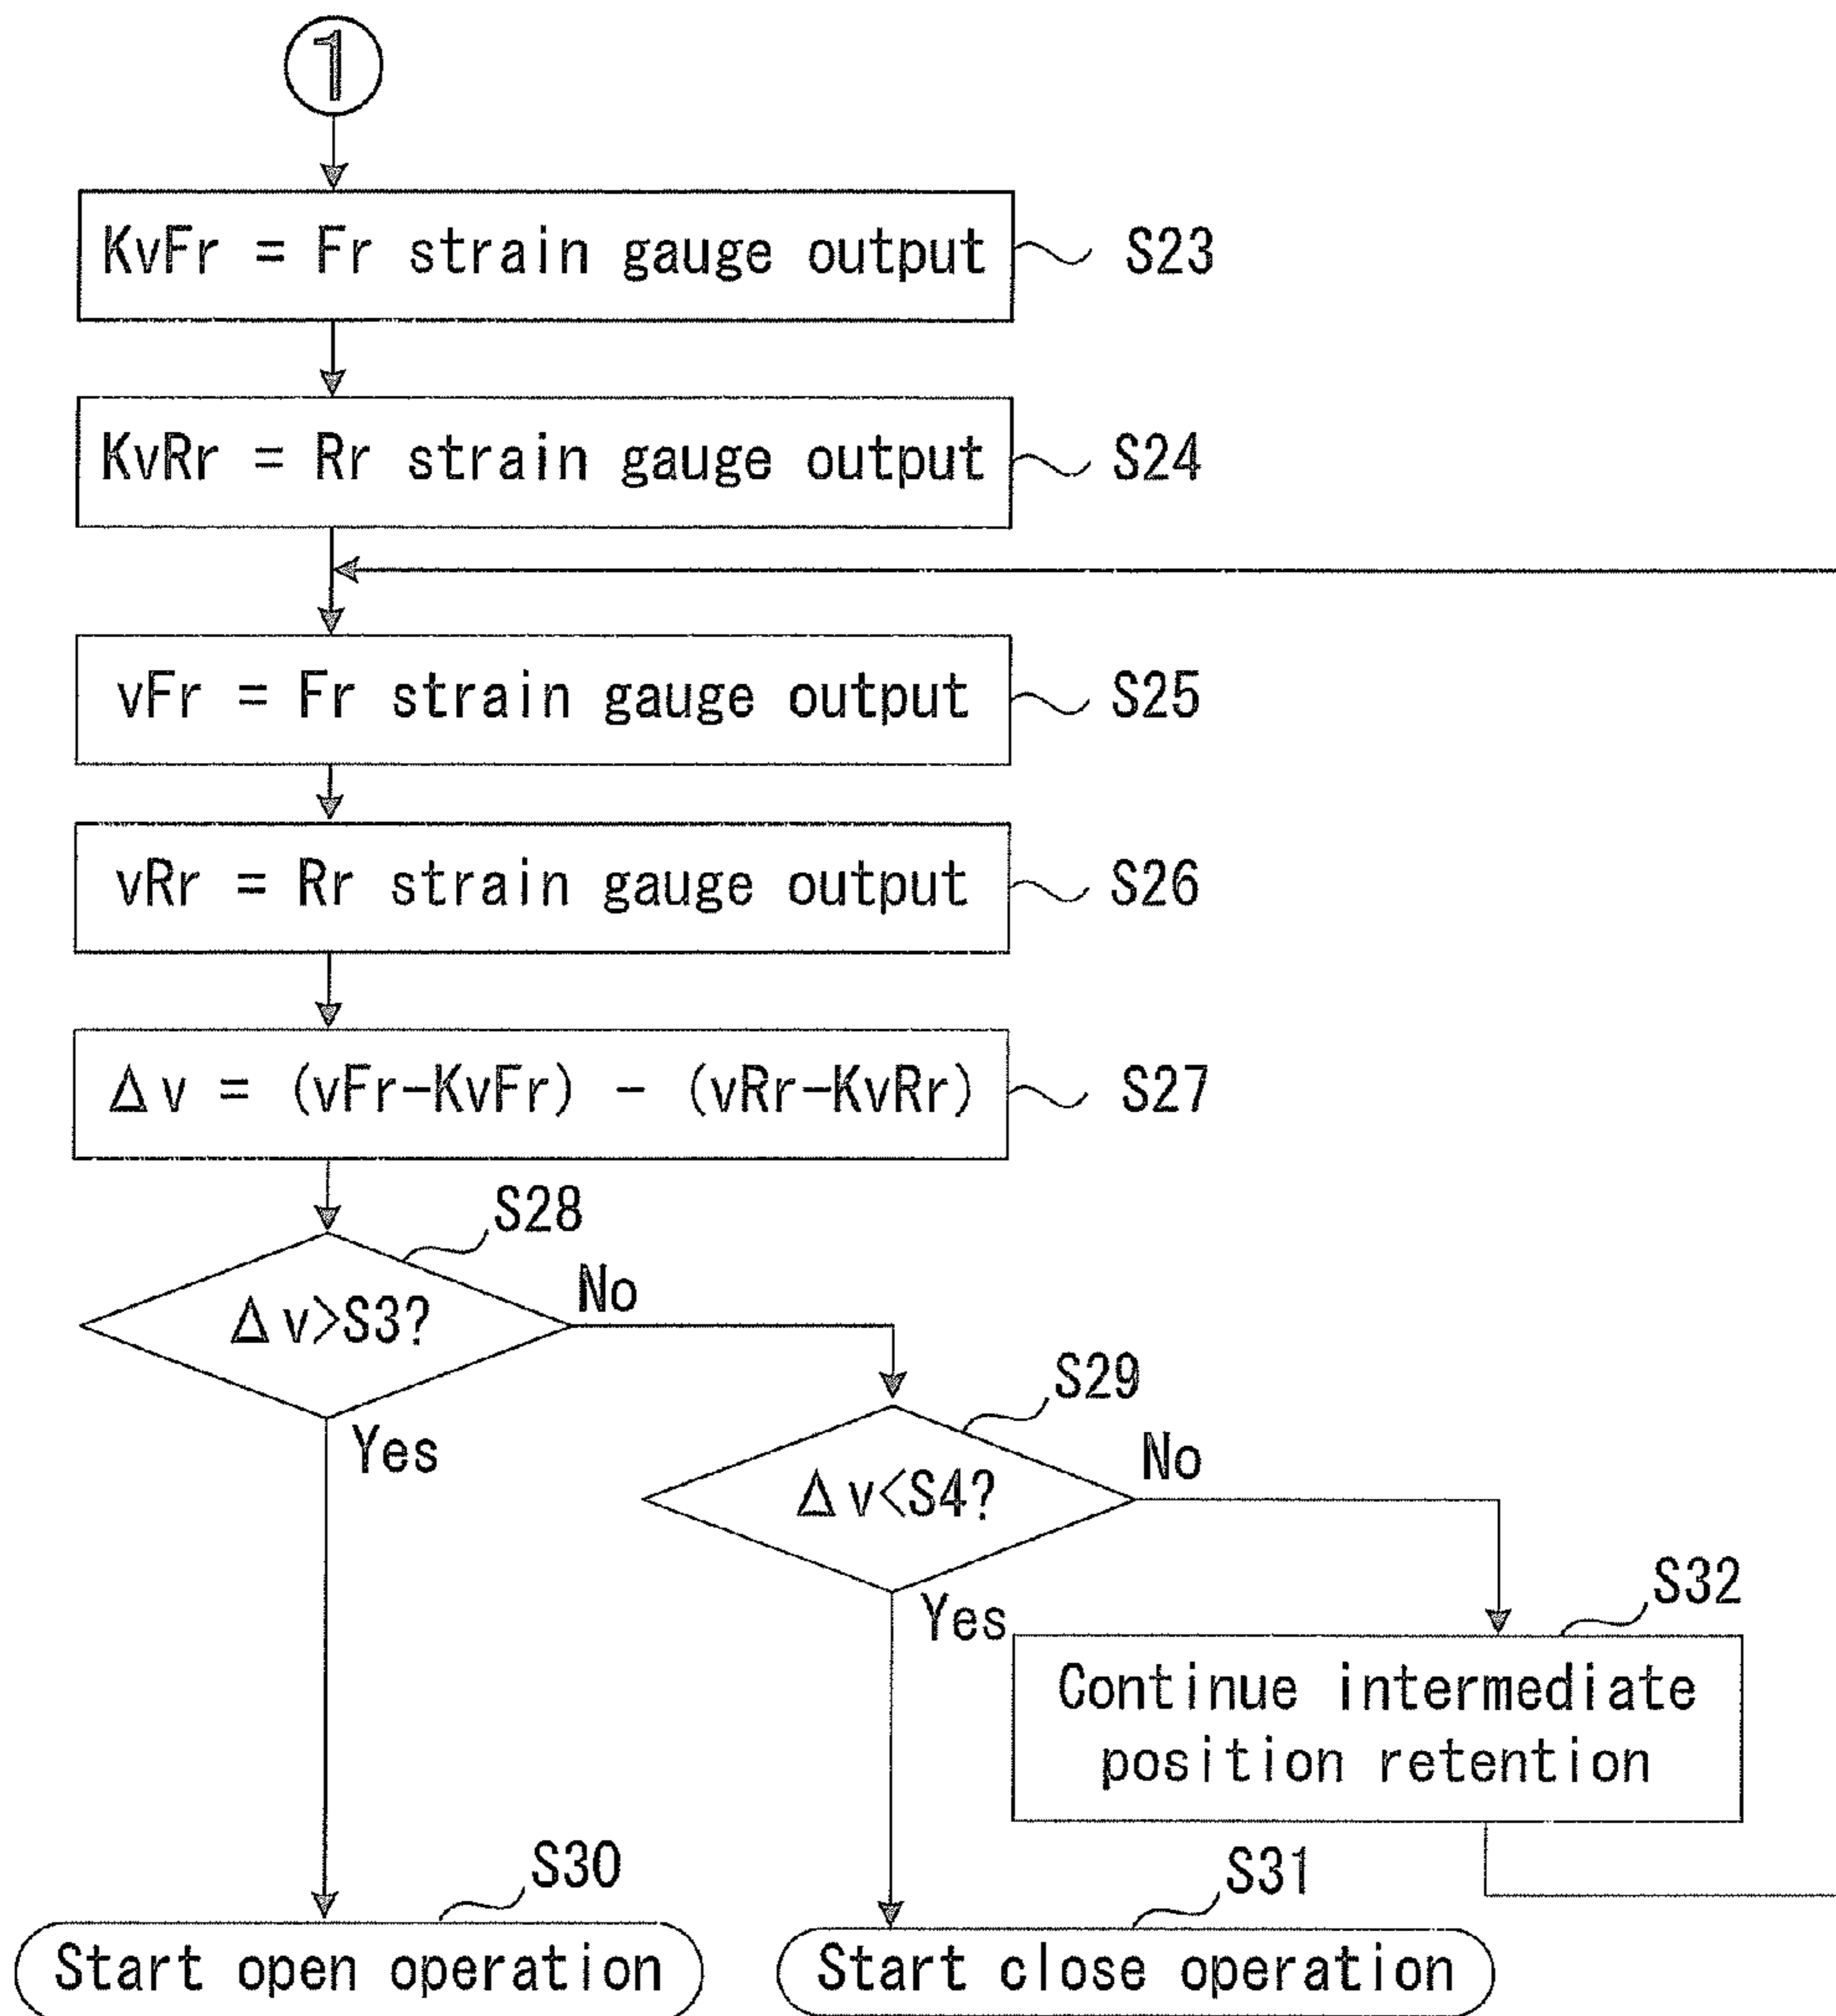 1
KvFr = Fr strain gauge output
S23
KvRr = Rr strain gauge output
S24
vFr = Fr strain gauge output
S25
vRr = Rr strain gauge output
S26
Δv = (vFr-KvFr) - (vRr-KvRr)
S27
S28
Δv>S3?
No
Yes
S29
Δv<S4?
No
Yes
S32
Continue intermediate
position retention
S30
Start open operation
S31
Start close operation